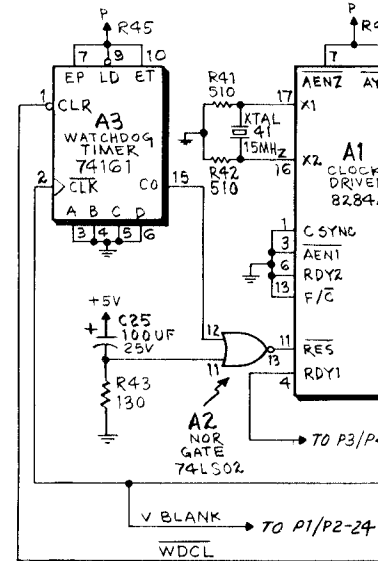 P
R45
P
R4
7 9 10
EP LD ET
1
CLR
A3
WATCHDOG
TIMER
74161
2
CLK
CO
15
A B C D
3 4 5 6
R41
510
XTAL
41
15MHZ
R42
510
17
X1
16
X2
7
AEN2
A1
CLOCK
DRIVER
8284
1
CSYNC
3
AEN1
6
RDY2
13
F/C
+5V
+
C25
100UF
25V
R43
130
12
11
13
A2
NOR
GATE
74LS02
11
RES
4
RDY1
TO P3/P4
V BLANK
TO P1/P2-24
WDCL